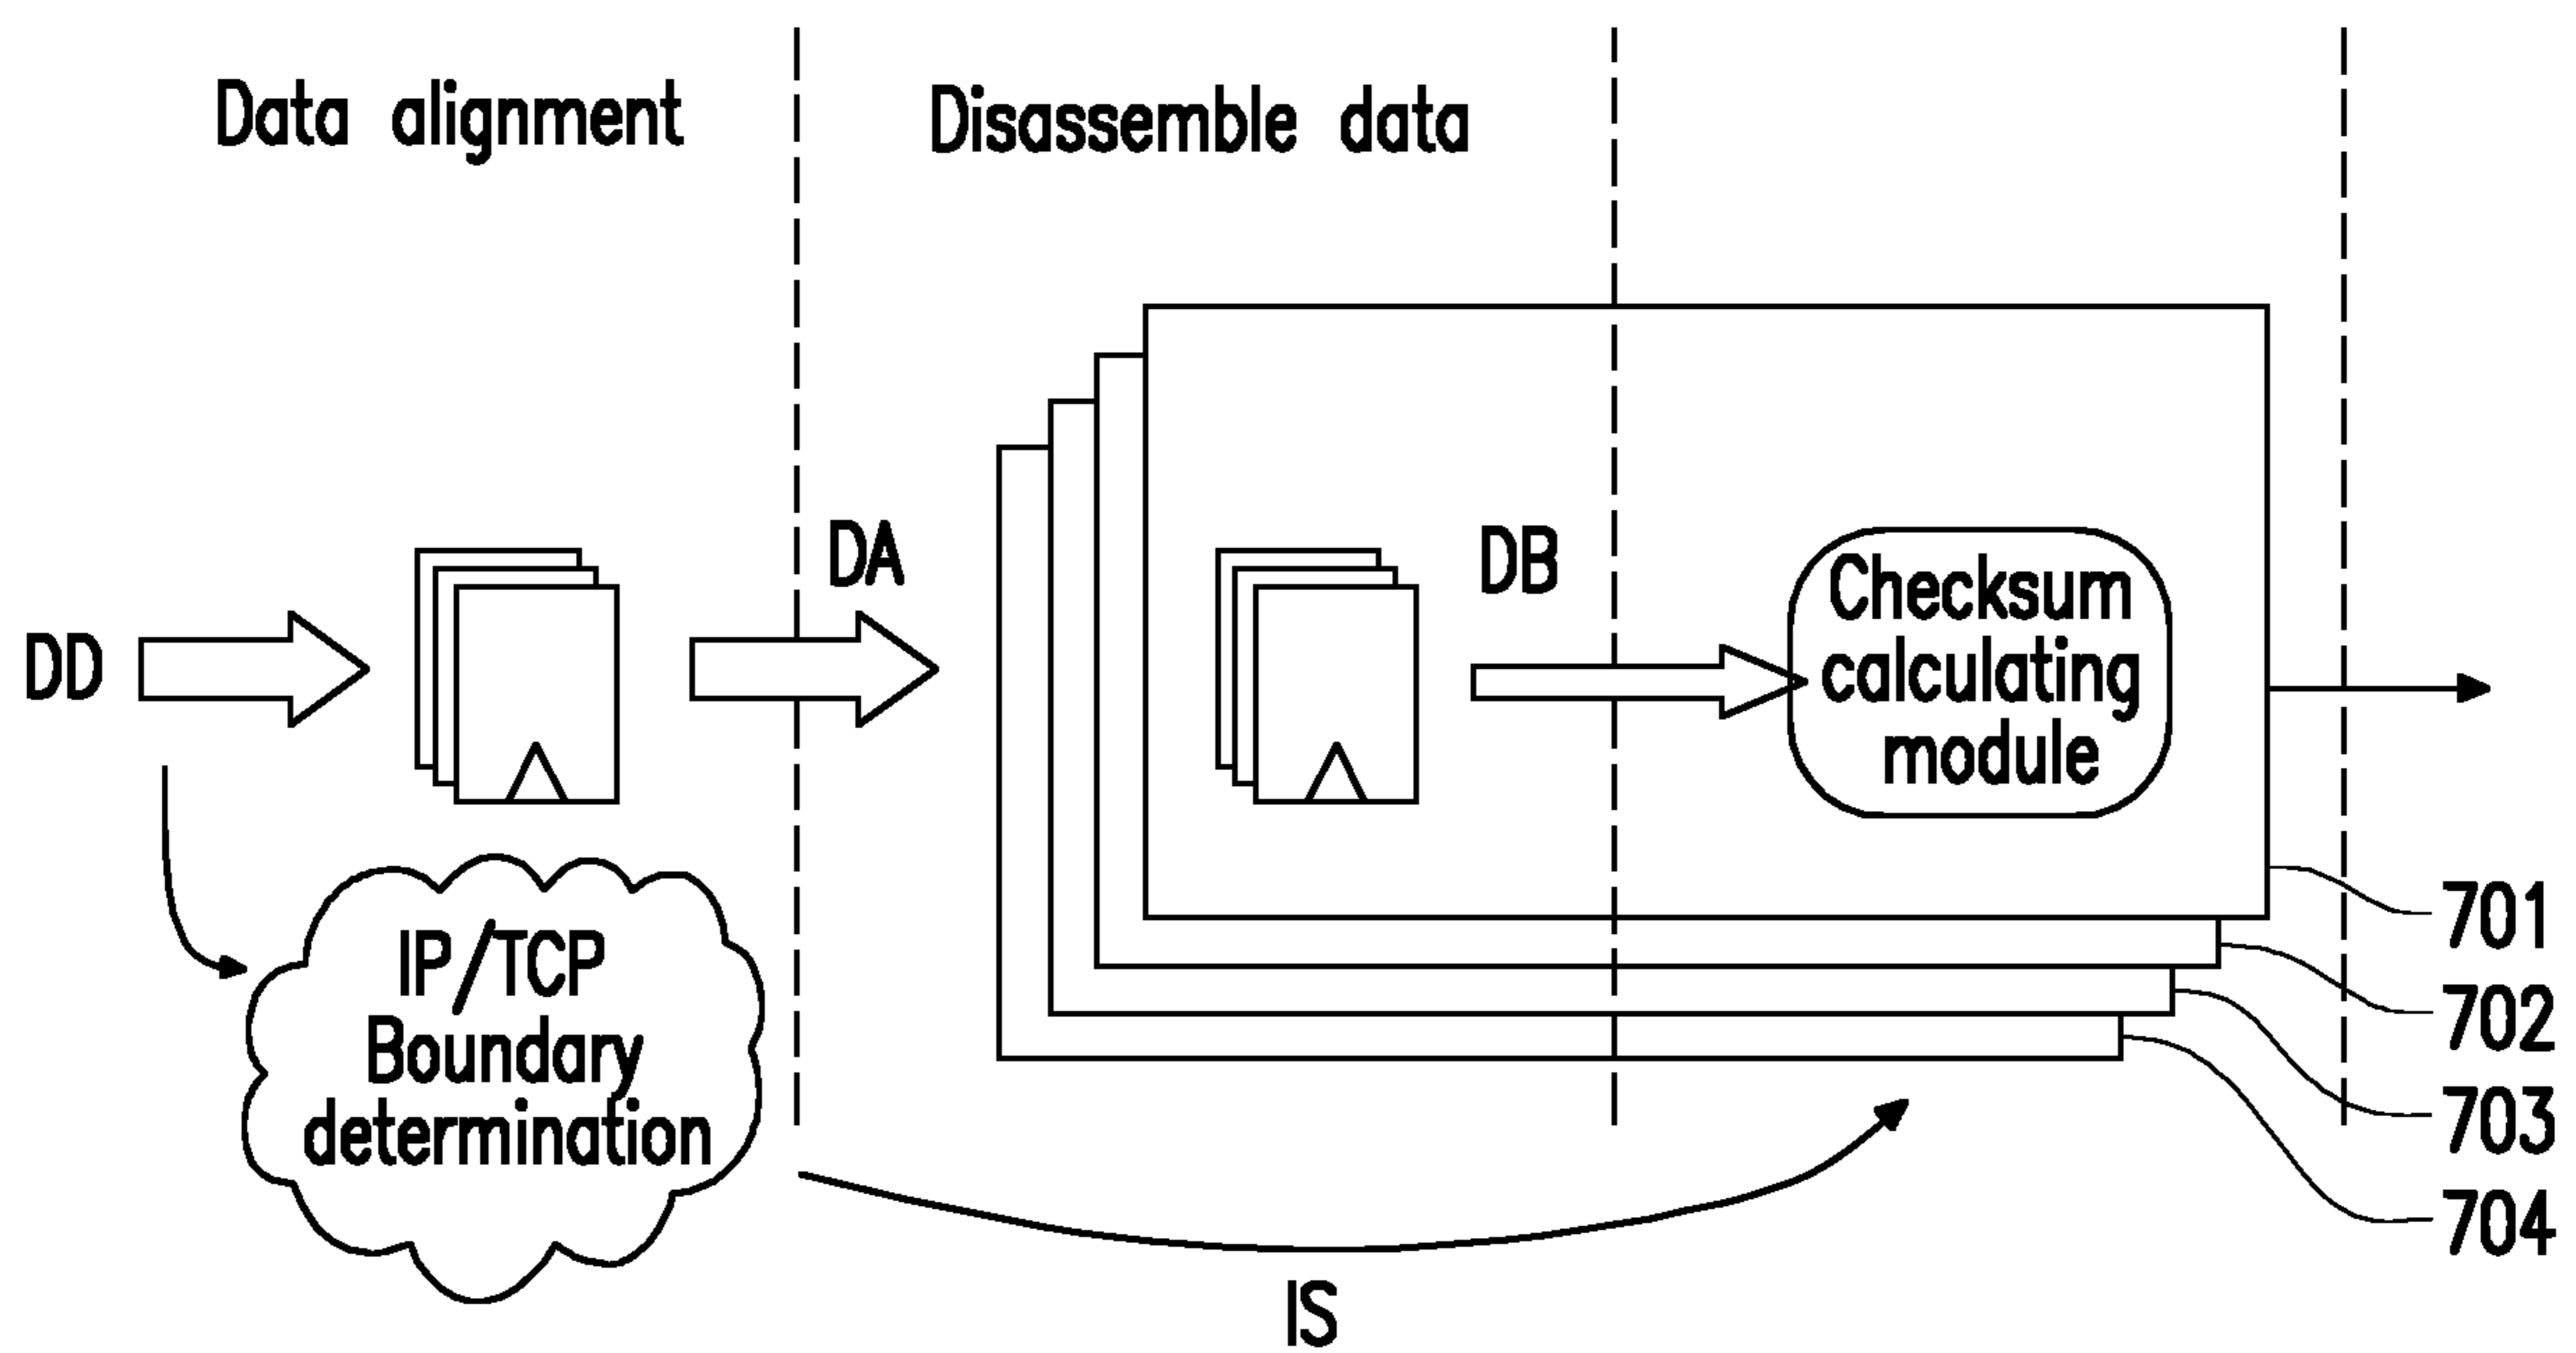 Data alignment
Disassemble data
DD
DA
DB
Checksum
calculating
module
IP/TCP
Boundary
determination
701
702
703
704
IS